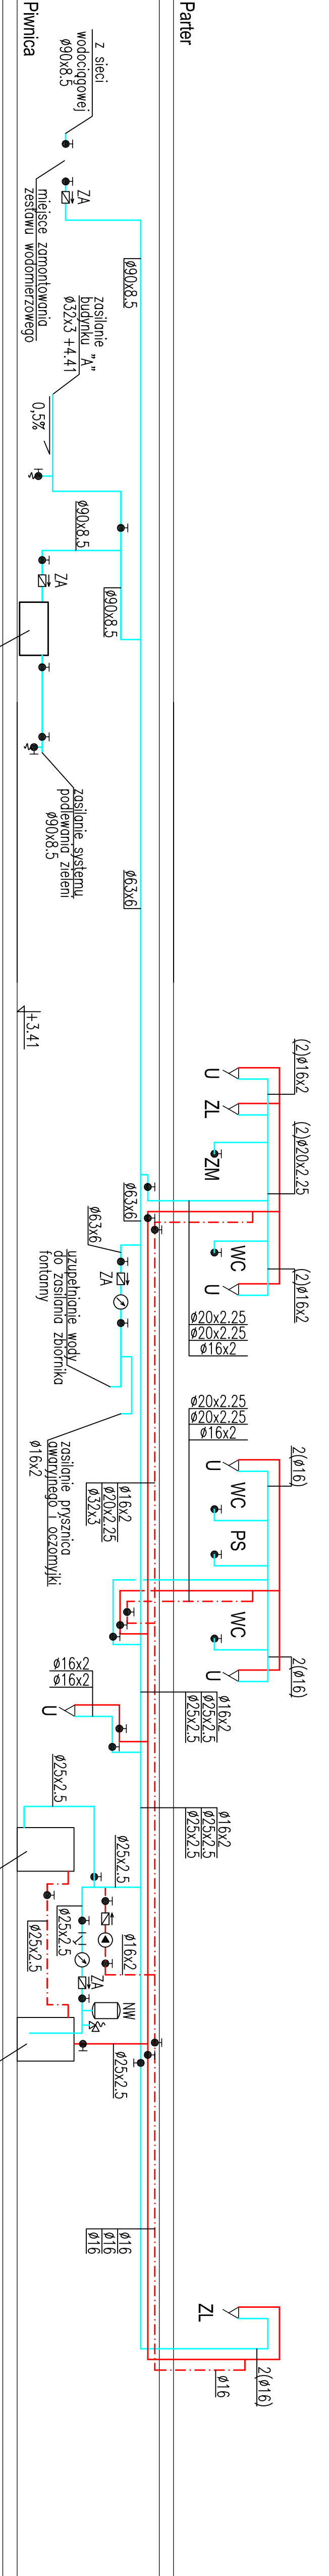 Parter
(2)ø16x2
(2)ø20x2.25
(2)ø16x2
U
ZL
ZM
WC
U
ø20x2.25
ø20x2.25
ø16x2
ø20x2.25
ø20x2.25
ø16x2
2(ø16)
U
WC
PS
WC
U
2(ø16)
ZL
2(ø16)
ø16
Piwnica
z sieci
wodociągowej
Ø90x8.5
ZA
miejsce zamontowania
zestawu wodomierzowego
Ø90x8.5
zasilanie
budynku "A"
Ø32x3 +4.41
0,5%
Ø90x8.5
Ø90x8.5
ZA
zasilanie systemu
podlewania zieleni
Ø90x8.5
Ø63x6
+3.41
Ø63x6
Ø63x6
ZA
uzupełnianie wody
do zasilania zbiornika
fontanny
zasilanie prysznica
awaryjnego i oczomyjki
Ø16x2
Ø16x2
Ø20x2.25
Ø32x3
Ø16x2
Ø16x2
U
Ø16x2
Ø25x2.5
Ø25x2.5
Ø16x2
Ø25x2.5
Ø25x2.5
Ø25x2.5
Ø25x2.5
Ø25x2.5
Ø25x2.5
Ø16x2
ZA
NW
Ø25x2.5
Ø16
Ø16
Ø16